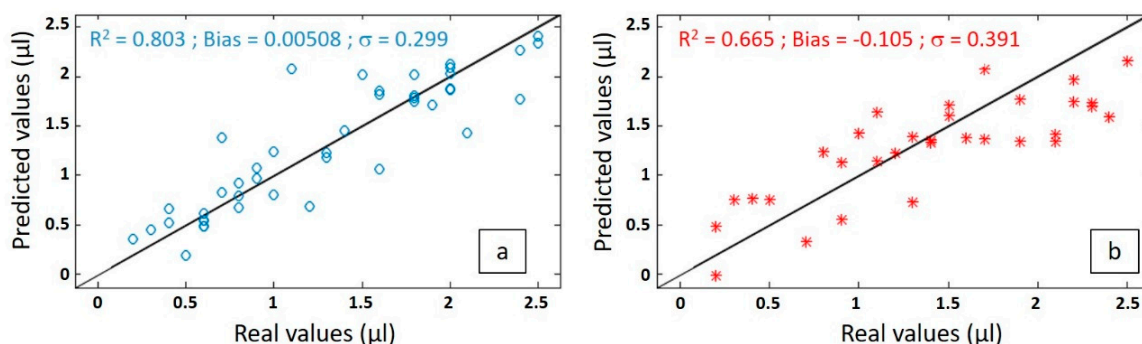 2.5
2
1.5
1
0.5
0
Predicted values (µl)
R² = 0.803 ; Bias = 0.00508 ; σ = 0.299
a
0 0.5 1 1.5 2 2.5
Real values (µl)
2.5
2
1.5
1
0.5
0
Predicted values (µl)
R² = 0.665 ; Bias = -0.105 ; σ = 0.391
b
0 0.5 1 1.5 2 2.5
Real values (µl)